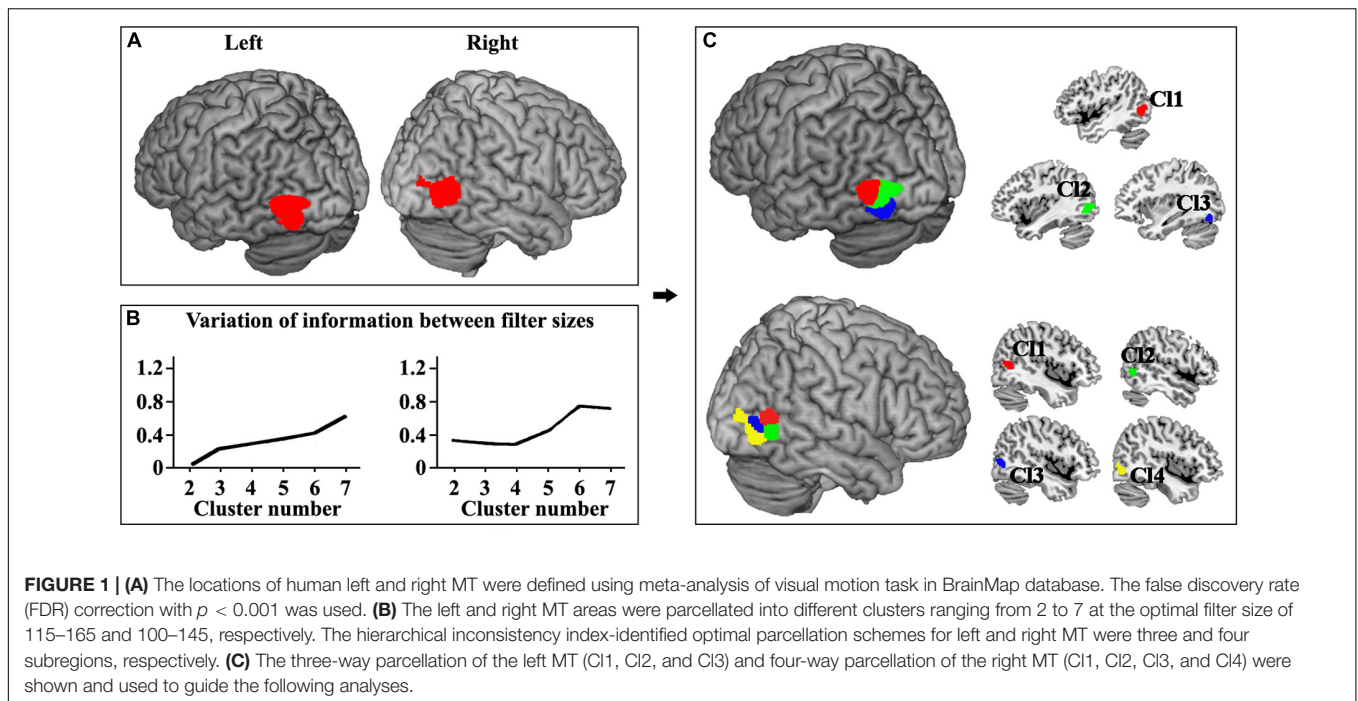 A
Left Right
B
Variation of information between filter sizes
1.2
0.8
0.4
0
2 3 4 5 6 7
Cluster number
1.2
0.8
0.4
0
2 3 4 5 6 7
Cluster number
C
Cl1
Cl2
Cl3
Cl1
Cl2
Cl3
Cl4
FIGURE 1 | (A) The locations of human left and right MT were defined using meta-analysis of visual motion task in BrainMap database. The false discovery rate
(FDR) correction with p < 0.001 was used. (B) The left and right MT areas were parcellated into different clusters ranging from 2 to 7 at the optimal filter size of
115–165 and 100–145, respectively. The hierarchical inconsistency index-identified optimal parcellation schemes for left and right MT were three and four
subregions, respectively. (C) The three-way parcellation of the left MT (Cl1, Cl2, and Cl3) and four-way parcellation of the right MT (Cl1, Cl2, Cl3, and Cl4) were
shown and used to guide the following analyses.